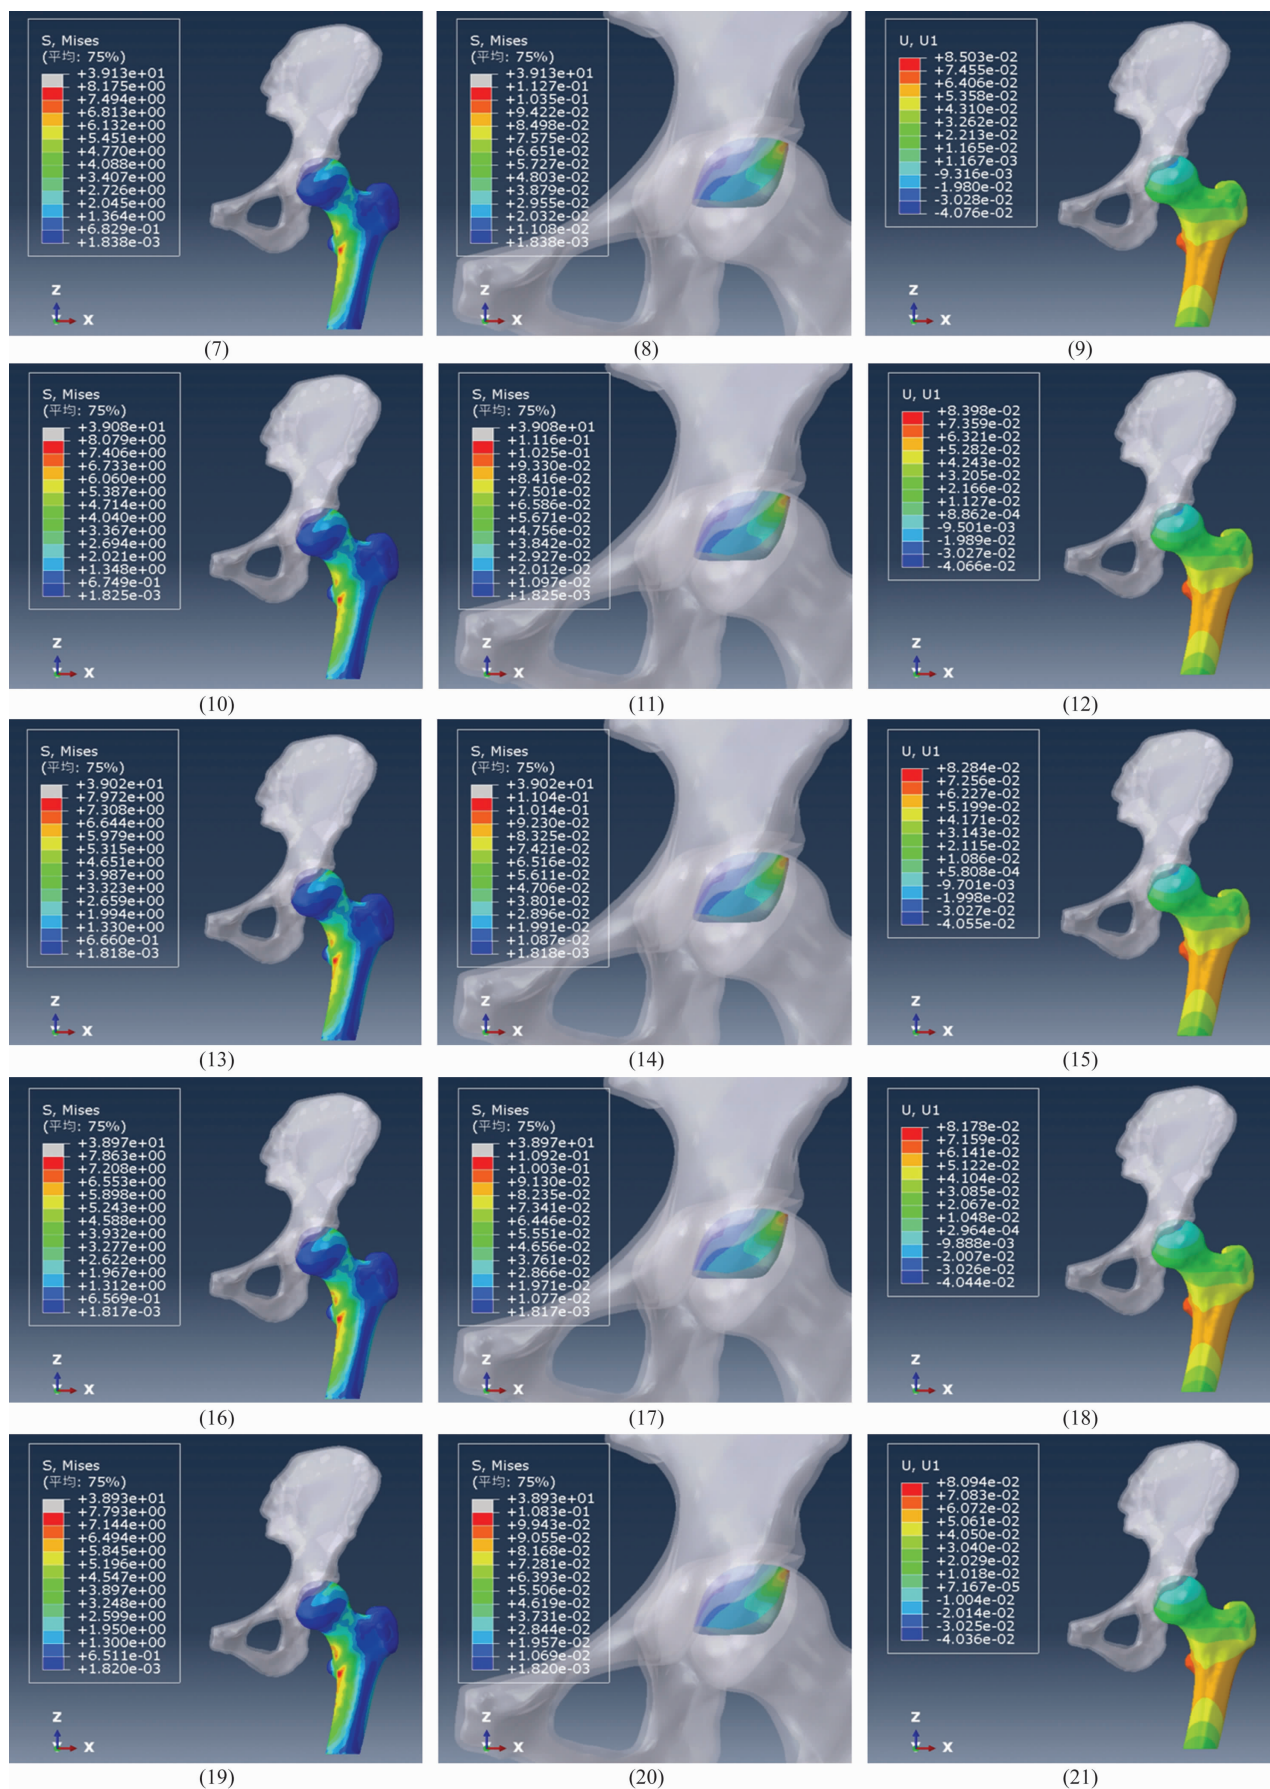 S, Mises
(平均: 75%)
+3.913e+01
+8.175e+00
+7.494e+00
+6.813e+00
+6.132e+00
+5.451e+00
+4.770e+00
+4.088e+00
+3.407e+00
+2.726e+00
+2.045e+00
+1.364e+00
+6.829e-01
+1.838e-03
Z
X
(7)
S, Mises
(平均: 75%)
+3.913e+01
+1.127e-01
+1.035e-01
+9.422e-02
+8.498e-02
+7.575e-02
+6.651e-02
+5.727e-02
+4.803e-02
+3.879e-02
+2.955e-02
+2.032e-02
+1.108e-02
+1.838e-03
Z
X
(8)
U, U1
+8.503e-02
+7.455e-02
+6.406e-02
+5.358e-02
+4.310e-02
+3.262e-02
+2.213e-02
+1.165e-02
+1.167e-03
-9.316e-03
-1.980e-02
-3.028e-02
-4.076e-02
Z
X
(9)
S, Mises
(平均: 75%)
+3.908e+01
+8.079e+00
+7.406e+00
+6.733e+00
+6.060e+00
+5.387e+00
+4.714e+00
+4.040e+00
+3.367e+00
+2.694e+00
+2.021e+00
+1.348e+00
+6.749e-01
+1.825e-03
Z
X
(10)
S, Mises
(平均: 75%)
+3.908e+01
+1.116e-01
+1.025e-01
+9.330e-02
+8.416e-02
+7.501e-02
+6.586e-02
+5.671e-02
+4.756e-02
+3.842e-02
+2.927e-02
+2.012e-02
+1.097e-02
+1.825e-03
Z
X
(11)
U, U1
+8.398e-02
+7.359e-02
+6.321e-02
+5.282e-02
+4.243e-02
+3.205e-02
+2.166e-02
+1.127e-02
+8.862e-04
-9.501e-03
-1.989e-02
-3.027e-02
-4.066e-02
Z
X
(12)
S, Mises
(平均: 75%)
+3.902e+01
+7.972e+00
+7.308e+00
+6.644e+00
+5.979e+00
+5.315e+00
+4.651e+00
+3.987e+00
+3.323e+00
+2.659e+00
+1.994e+00
+1.330e+00
+6.660e-01
+1.818e-03
Z
X
(13)
S, Mises
(平均: 75%)
+3.902e+01
+1.104e-01
+1.014e-01
+9.230e-02
+8.325e-02
+7.421e-02
+6.516e-02
+5.611e-02
+4.706e-02
+3.801e-02
+2.896e-02
+1.991e-02
+1.087e-02
+1.818e-03
Z
X
(14)
U, U1
+8.284e-02
+7.256e-02
+6.227e-02
+5.199e-02
+4.171e-02
+3.143e-02
+2.115e-02
+1.086e-02
+5.808e-04
-9.701e-03
-1.998e-02
-3.027e-02
-4.055e-02
Z
X
(15)
S, Mises
(平均: 75%)
+3.897e+01
+7.863e+00
+7.208e+00
+6.553e+00
+5.898e+00
+5.243e+00
+4.588e+00
+3.932e+00
+3.277e+00
+2.622e+00
+1.967e+00
+1.312e+00
+6.569e-01
+1.817e-03
Z
X
(16)
S, Mises
(平均: 75%)
+3.897e+01
+1.092e-01
+1.003e-01
+9.130e-02
+8.235e-02
+7.341e-02
+6.446e-02
+5.551e-02
+4.656e-02
+3.761e-02
+2.866e-02
+1.971e-02
+1.077e-02
+1.817e-03
Z
X
(17)
U, U1
+8.178e-02
+7.159e-02
+6.141e-02
+5.122e-02
+4.104e-02
+3.085e-02
+2.067e-02
+1.048e-02
+2.964e-04
-9.888e-03
-2.007e-02
-3.026e-02
-4.044e-02
Z
X
(18)
S, Mises
(平均: 75%)
+3.893e+01
+7.793e+00
+7.144e+00
+6.494e+00
+5.845e+00
+5.196e+00
+4.547e+00
+3.897e+00
+3.248e+00
+2.599e+00
+1.950e+00
+1.300e+00
+6.511e-01
+1.820e-03
Z
X
(19)
S, Mises
(平均: 75%)
+3.893e+01
+1.083e-01
+9.943e-02
+9.055e-02
+8.168e-02
+7.281e-02
+6.393e-02
+5.506e-02
+4.619e-02
+3.731e-02
+2.844e-02
+1.957e-02
+1.069e-02
+1.820e-03
Z
X
(20)
U, U1
+8.094e-02
+7.083e-02
+6.072e-02
+5.061e-02
+4.050e-02
+3.040e-02
+2.029e-02
+1.018e-02
+7.167e-05
-1.004e-02
-2.014e-02
-3.025e-02
-4.036e-02
Z
X
(21)